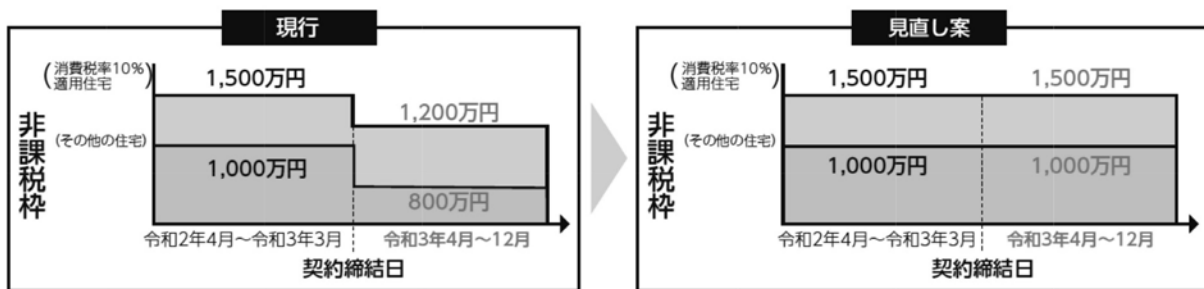 現行
(消費税率10%
適用住宅)
1,500万円
1,200万円
非課税枠
(その他の住宅)
1,000万円
800万円
令和2年4月～令和3年3月
令和3年4月～12月
契約締結日
見直し案
(消費税率10%
適用住宅)
1,500万円
1,500万円
非課税枠
(その他の住宅)
1,000万円
1,000万円
令和2年4月～令和3年3月
令和3年4月～12月
契約締結日